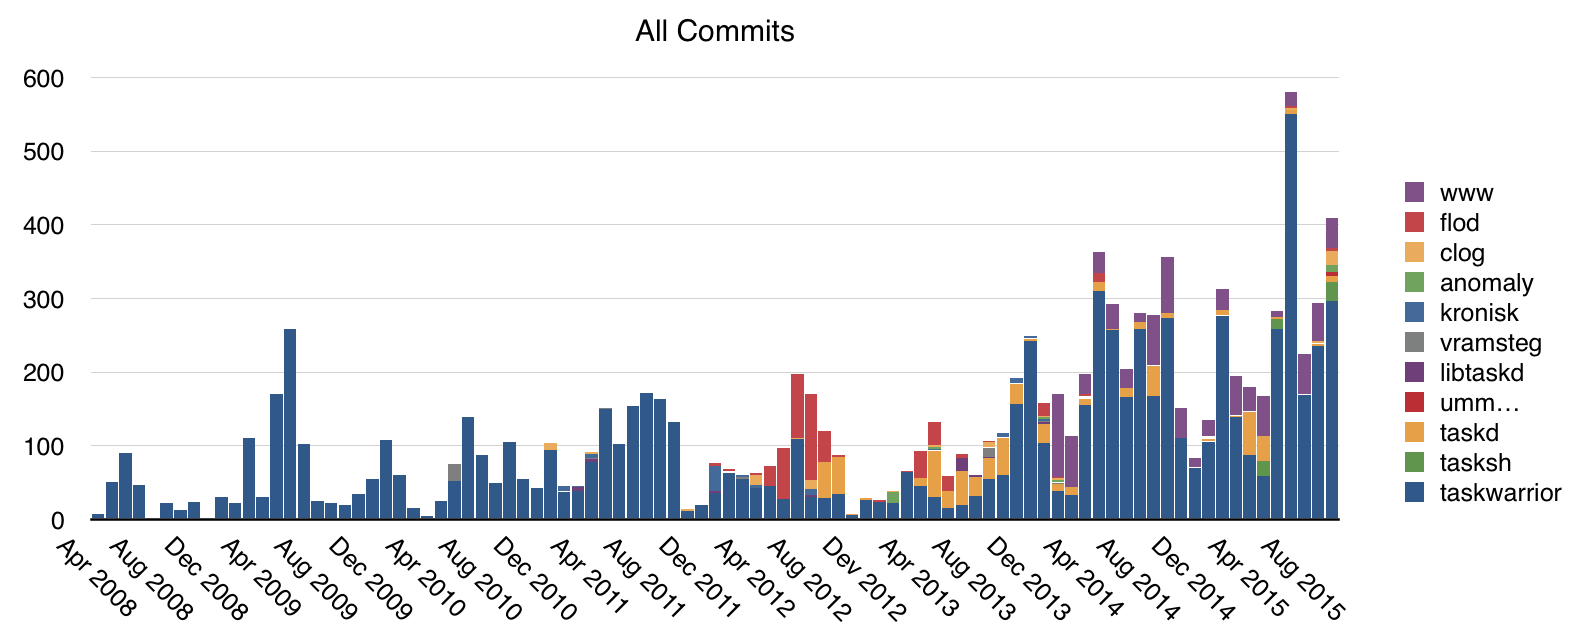 All Commits
600
500
400
300
200
100
0
Apr 2008
Aug 2008
Dec 2008
Apr 2009
Aug 2009
Dec 2009
Apr 2010
Aug 2010
Dec 2010
Apr 2011
Aug 2011
Dec 2011
Apr 2012
Aug 2012
Dev 2012
Apr 2013
Aug 2013
Dec 2013
Apr 2014
Aug 2014
Dec 2014
Apr 2015
Aug 2015
www
flod
clog
anomaly
kronisk
vramsteg
libtaskd
umm…
taskd
tasksh
taskwarrior